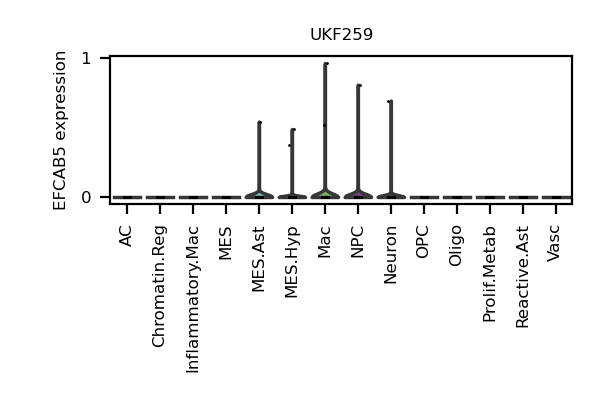 UKF259
EFCAB5 expression
1
0
AC
Chromatin.Reg
Inflammatory.Mac
MES
MES.Ast
MES.Hyp
Mac
NPC
Neuron
OPC
Oligo
Prolif.Metab
Reactive.Ast
Vasc